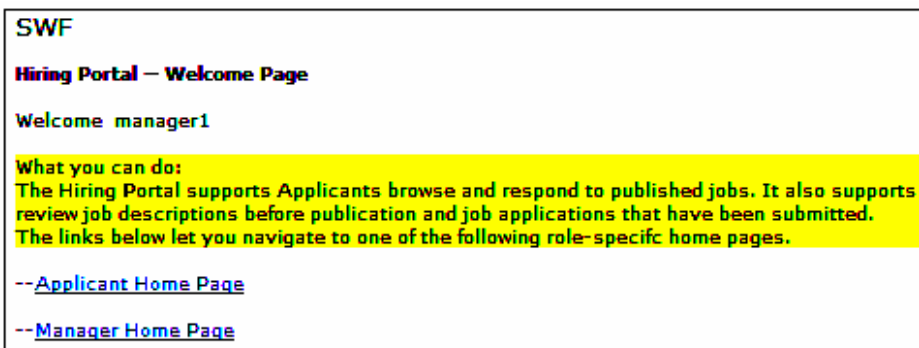 SWF
Hiring Portal — Welcome Page
Welcome manager1
What you can do:
The Hiring Portal supports Applicants browse and respond to published jobs. It also supports
review job descriptions before publication and job applications that have been submitted.
The links below let you navigate to one of the following role-specifc home pages.
--Applicant Home Page
--Manager Home Page